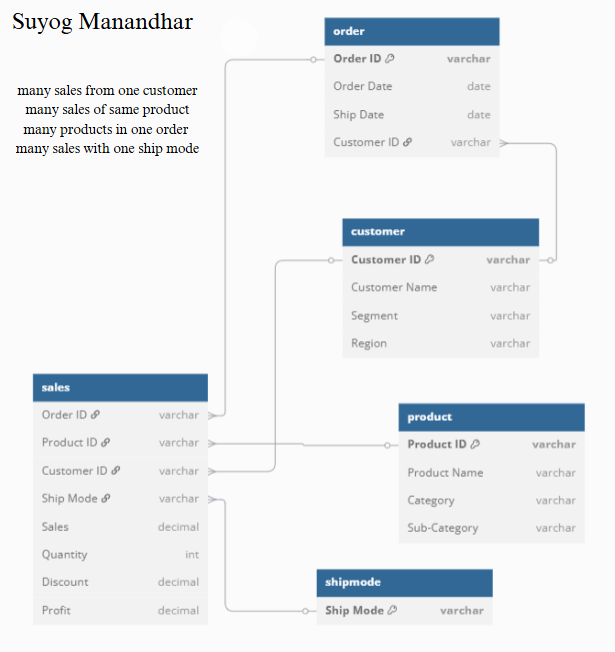 Suyog Manandhar
many sales from one customer
many sales of same product
many products in one order
many sales with one ship mode
order
Order ID varchar
Order Date date
Ship Date date
Customer ID varchar
customer
Customer ID varchar
Customer Name varchar
Segment varchar
Region varchar
sales
Order ID varchar
Product ID varchar
Customer ID varchar
Ship Mode varchar
Sales decimal
Quantity int
Discount decimal
Profit decimal
product
Product ID varchar
Product Name varchar
Category varchar
Sub-Category varchar
shipmode
Ship Mode varchar